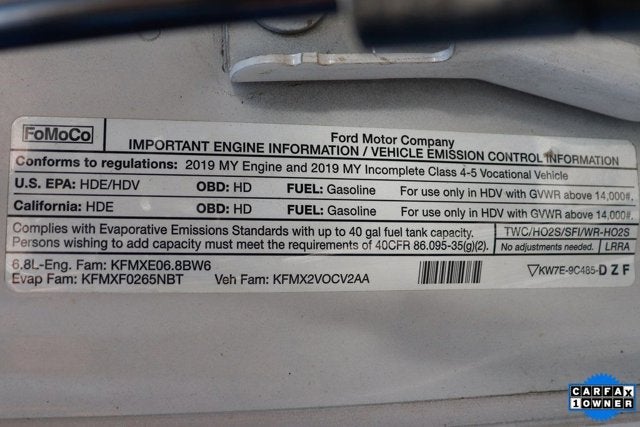 FoMoCo
Ford Motor Company
IMPORTANT ENGINE INFORMATION / VEHICLE EMISSION CONTROL INFORMATION
Conforms to regulations: 2019 MY Engine and 2019 MY Incomplete Class 4-5 Vocational Vehicle
U.S. EPA: HDE/HDV OBD: HD FUEL: Gasoline For use only in HDV with GVWR above 14,000#.
California: HDE OBD: HD FUEL: Gasoline For use only in HDV with GVWR above 14,000#.
Complies with Evaporative Emissions Standards with up to 40 gal fuel tank capacity. TWC/HO2S/SFI/WR-HO2S
Persons wishing to add capacity must meet the requirements of 40CFR 86.095-35(g)(2). No adjustments needed. LRRA
6.8L-Eng. Fam: KFMXE06.8BW6
Evap Fam: KFMXF0265NBT Veh Fam: KFMX2VOCV2AA KW7E-9C485-DZF
CARFAX
1 OWNER